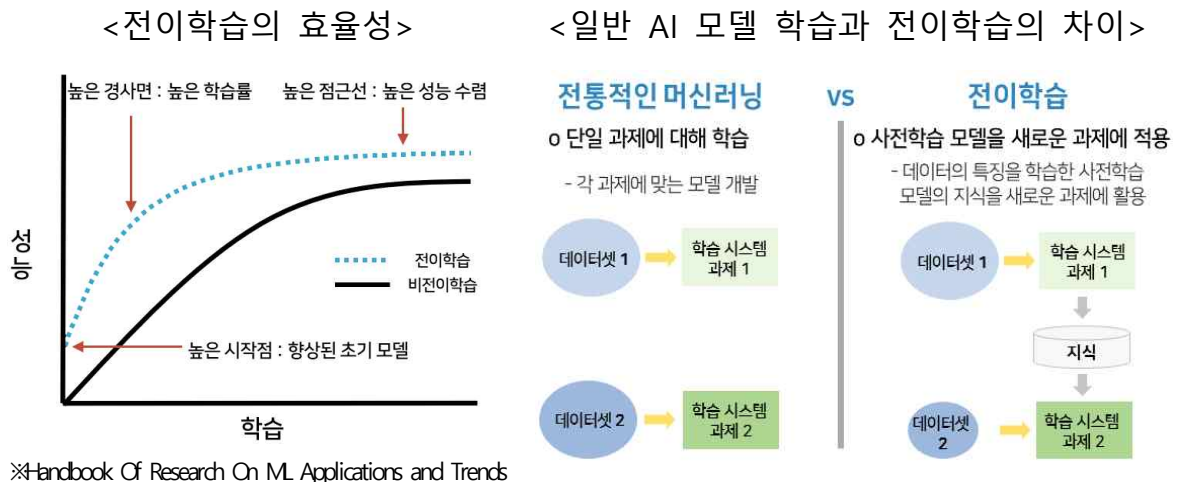 <전이학습의 효율성>
높은 경사면 : 높은 학습률
높은 점근선 : 높은 성능 수렴
성능
전이학습
비전이학습
높은 시작점 : 향상된 초기 모델
학습
※Handbook Of Research On ML Applications and Trends
<일반 AI 모델 학습과 전이학습의 차이>
전통적인 머신러닝
VS
전이학습
o 단일 과제에 대해 학습
- 각 과제에 맞는 모델 개발
데이터셋 1
학습 시스템
과제 1
데이터셋 2
학습 시스템
과제 2
o 사전학습 모델을 새로운 과제에 적용
- 데이터의 특징을 학습한 사전학습
모델의 지식을 새로운 과제에 활용
데이터셋 1
학습 시스템
과제 1
지식
데이터셋
2
학습 시스템
과제 2